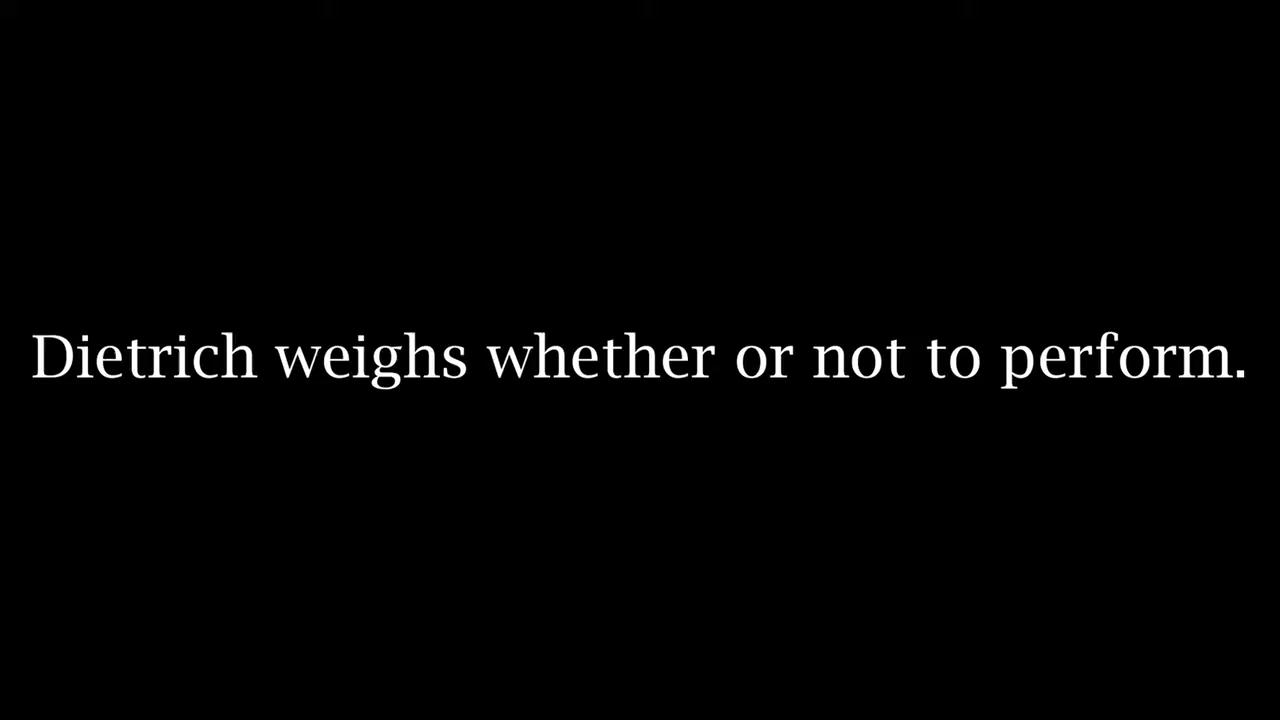 Dietrich weighs whether or not to perform.